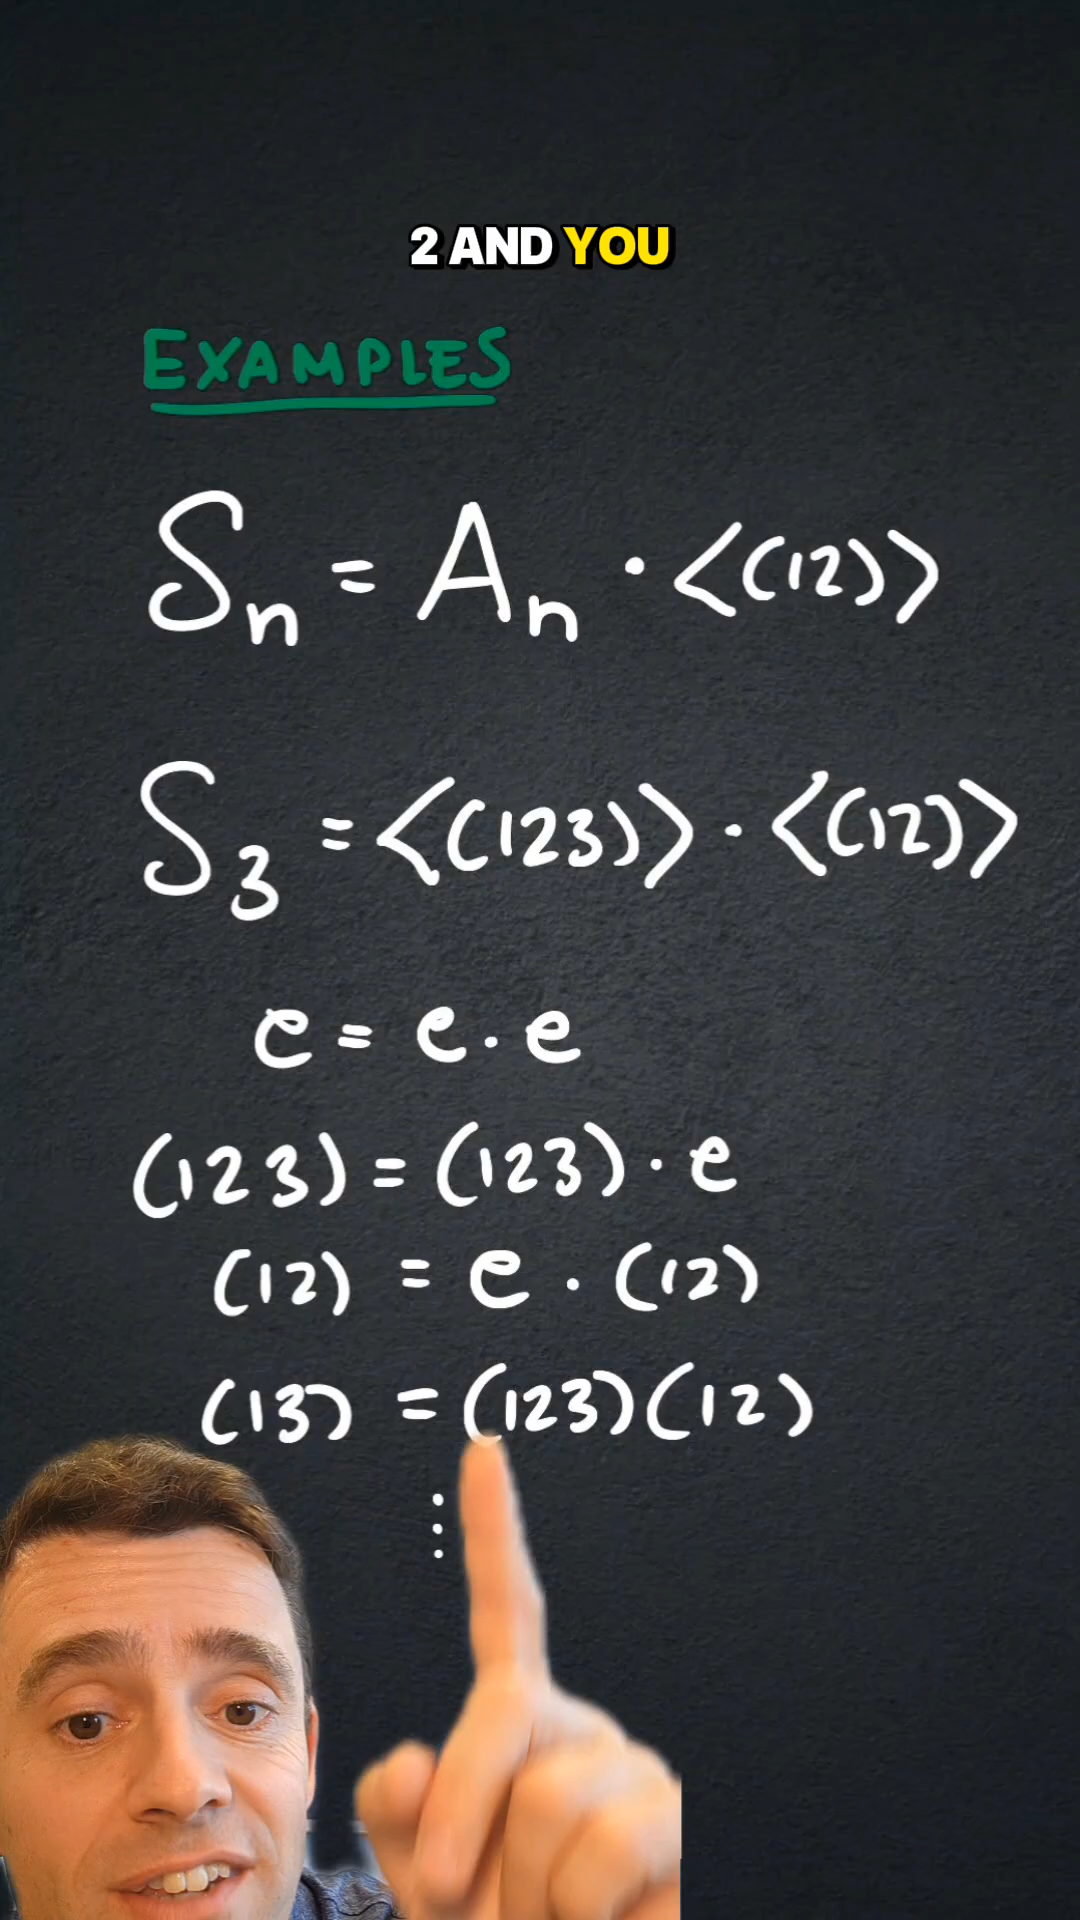 2 AND YOU
EXAMPLES
Sₙ = Aₙ · ⟨(12)⟩
S₃ = ⟨(123)⟩ · ⟨(12)⟩
e = e · e
(123) = (123) · e
(12) = e · (12)
(13) = (123)(12)
⋮